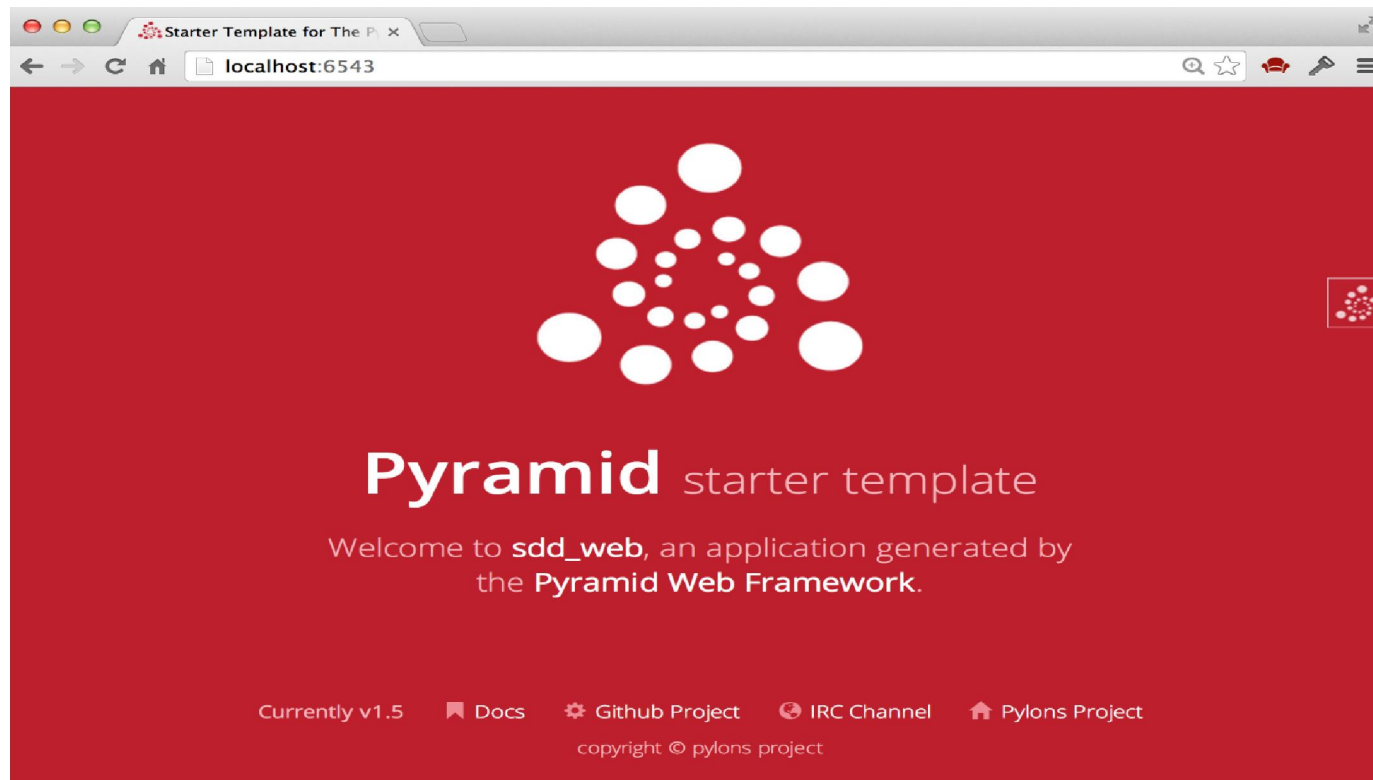 Starter Template for The P
localhost:6543
Pyramid starter template
Welcome to sdd_web, an application generated by
the Pyramid Web Framework.
Currently v1.5 Docs Github Project IRC Channel Pylons Project
copyright © pylons project